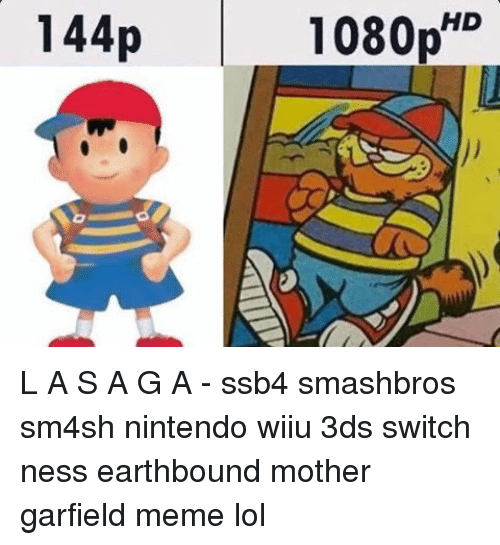 144p
1080pHD
L A S A G A - ssb4 smashbros
sm4sh nintendo wiiu 3ds switch
ness earthbound mother
garfield meme lol